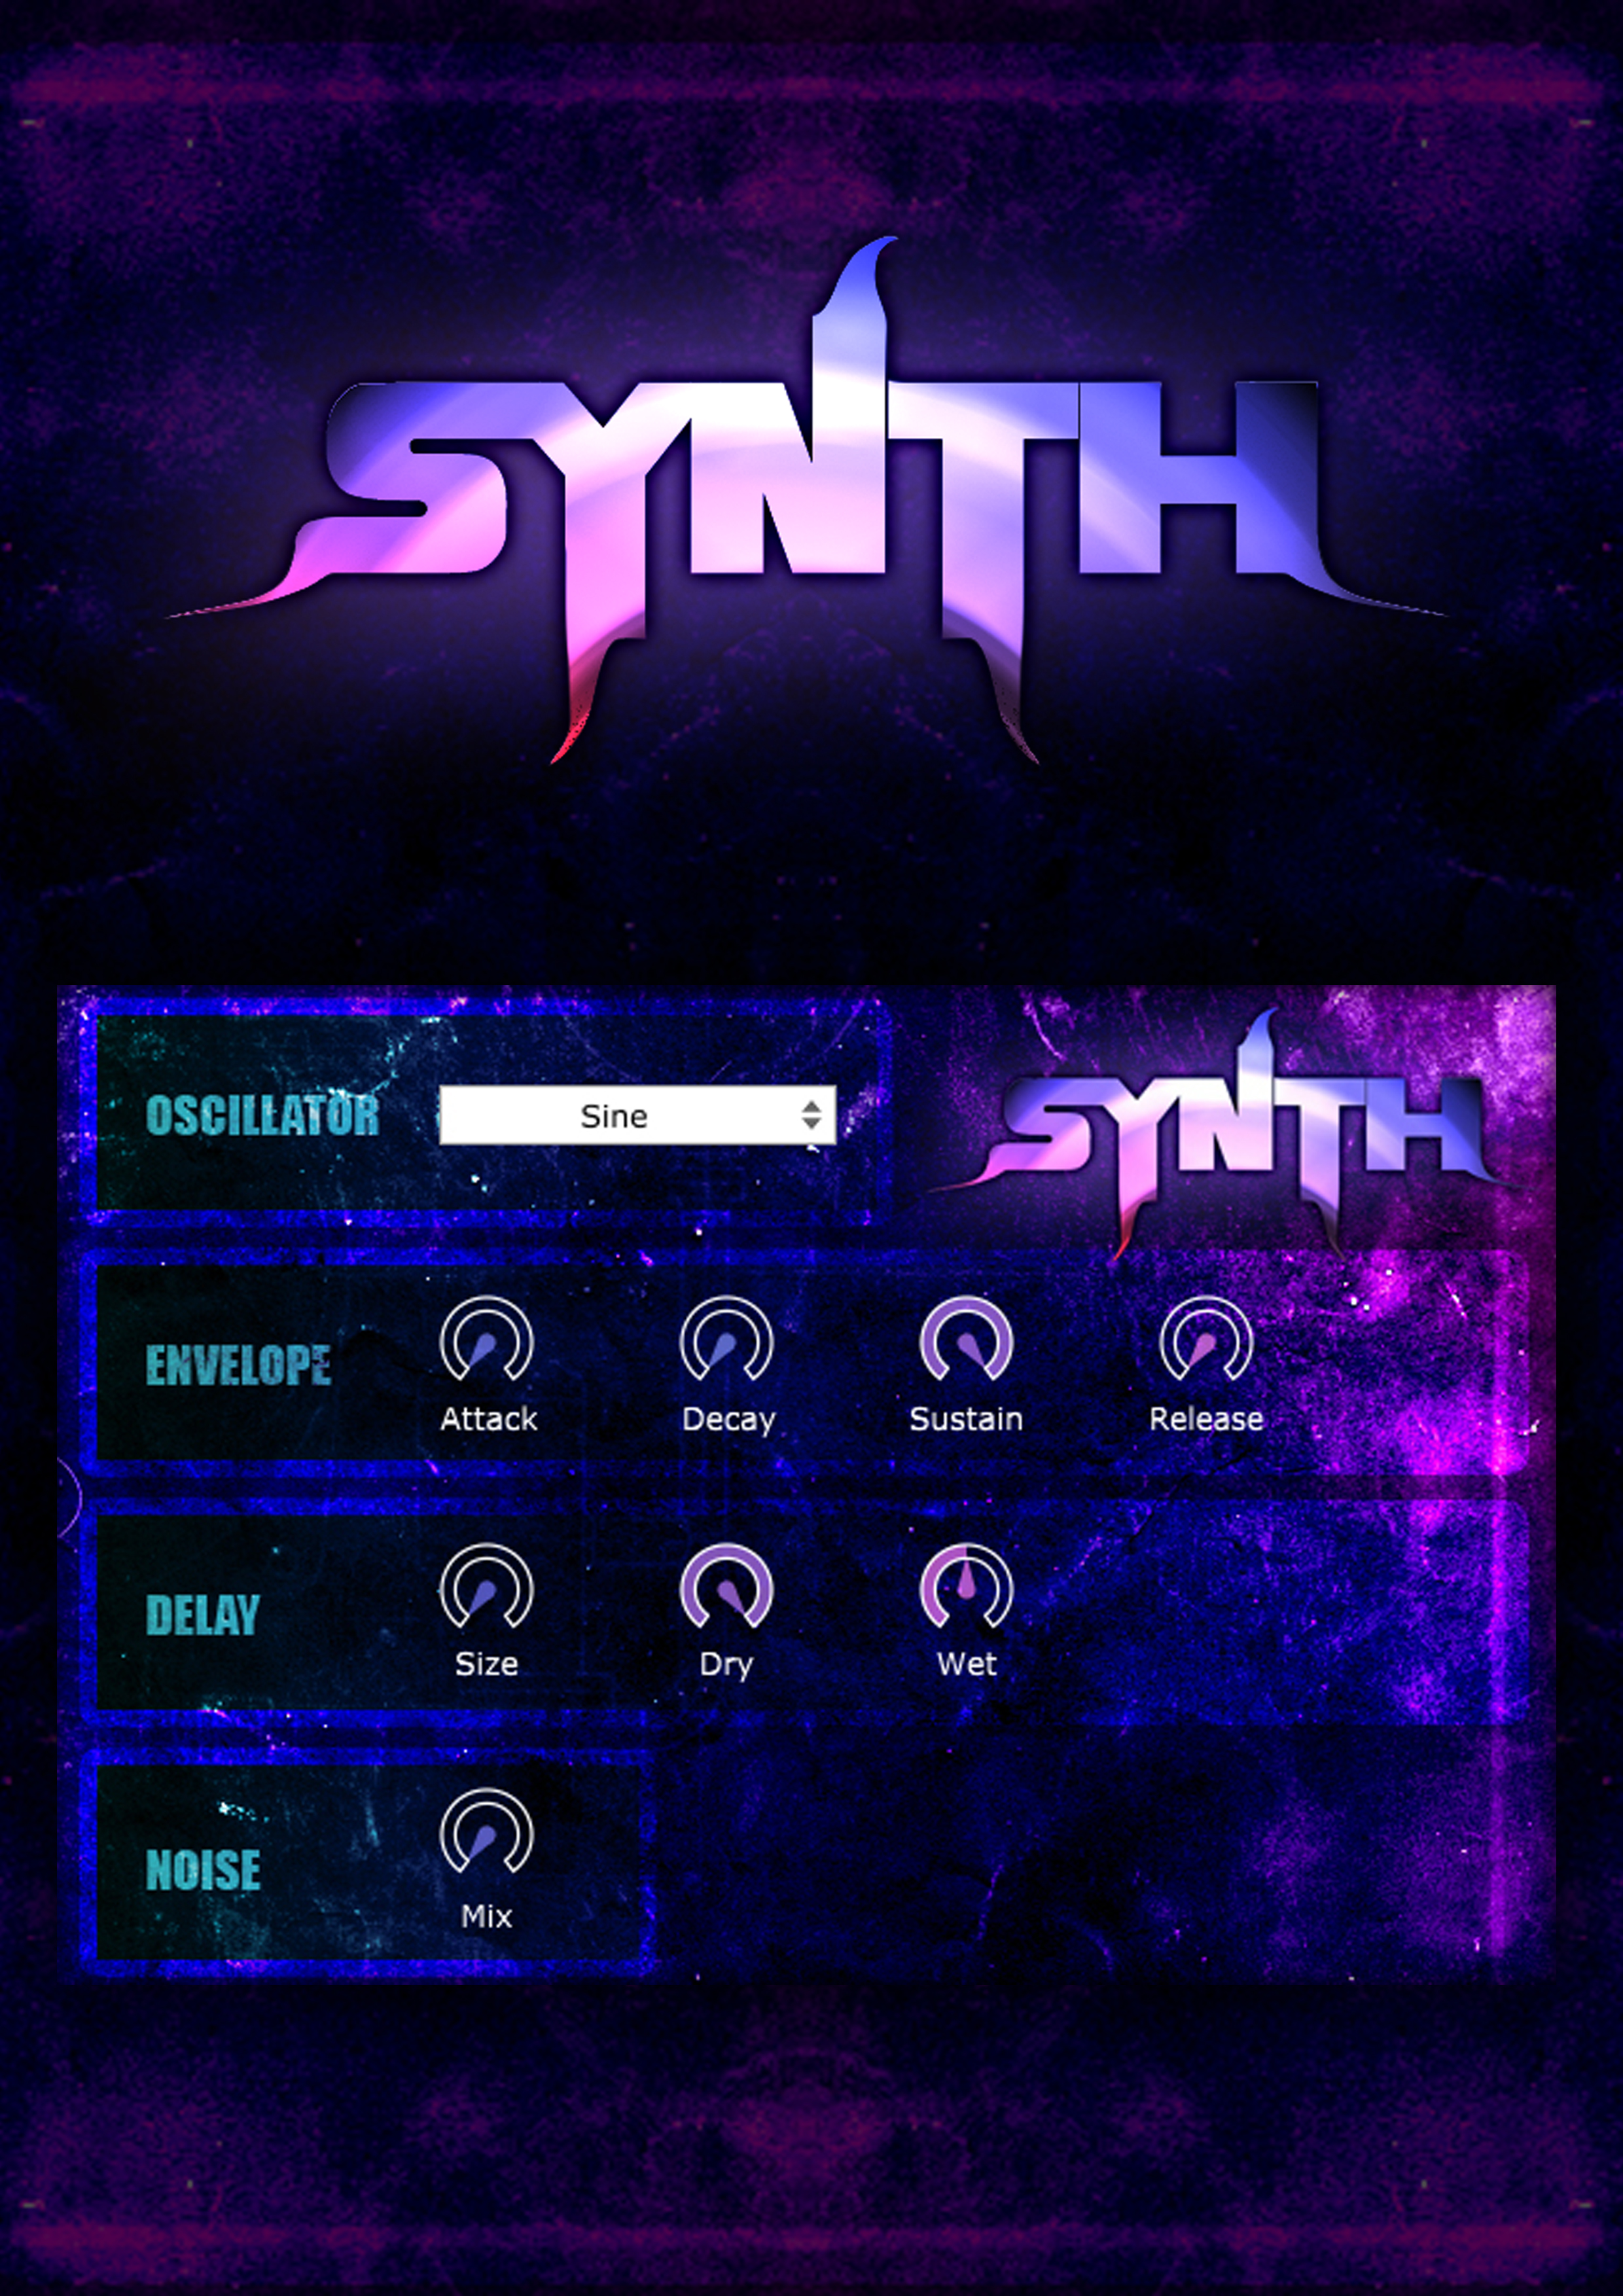 SYNTH
SYNTH
OSCILLATOR Sine
ENVELOPE
Attack Decay Sustain Release
DELAY
Size Dry Wet
NOISE
Mix